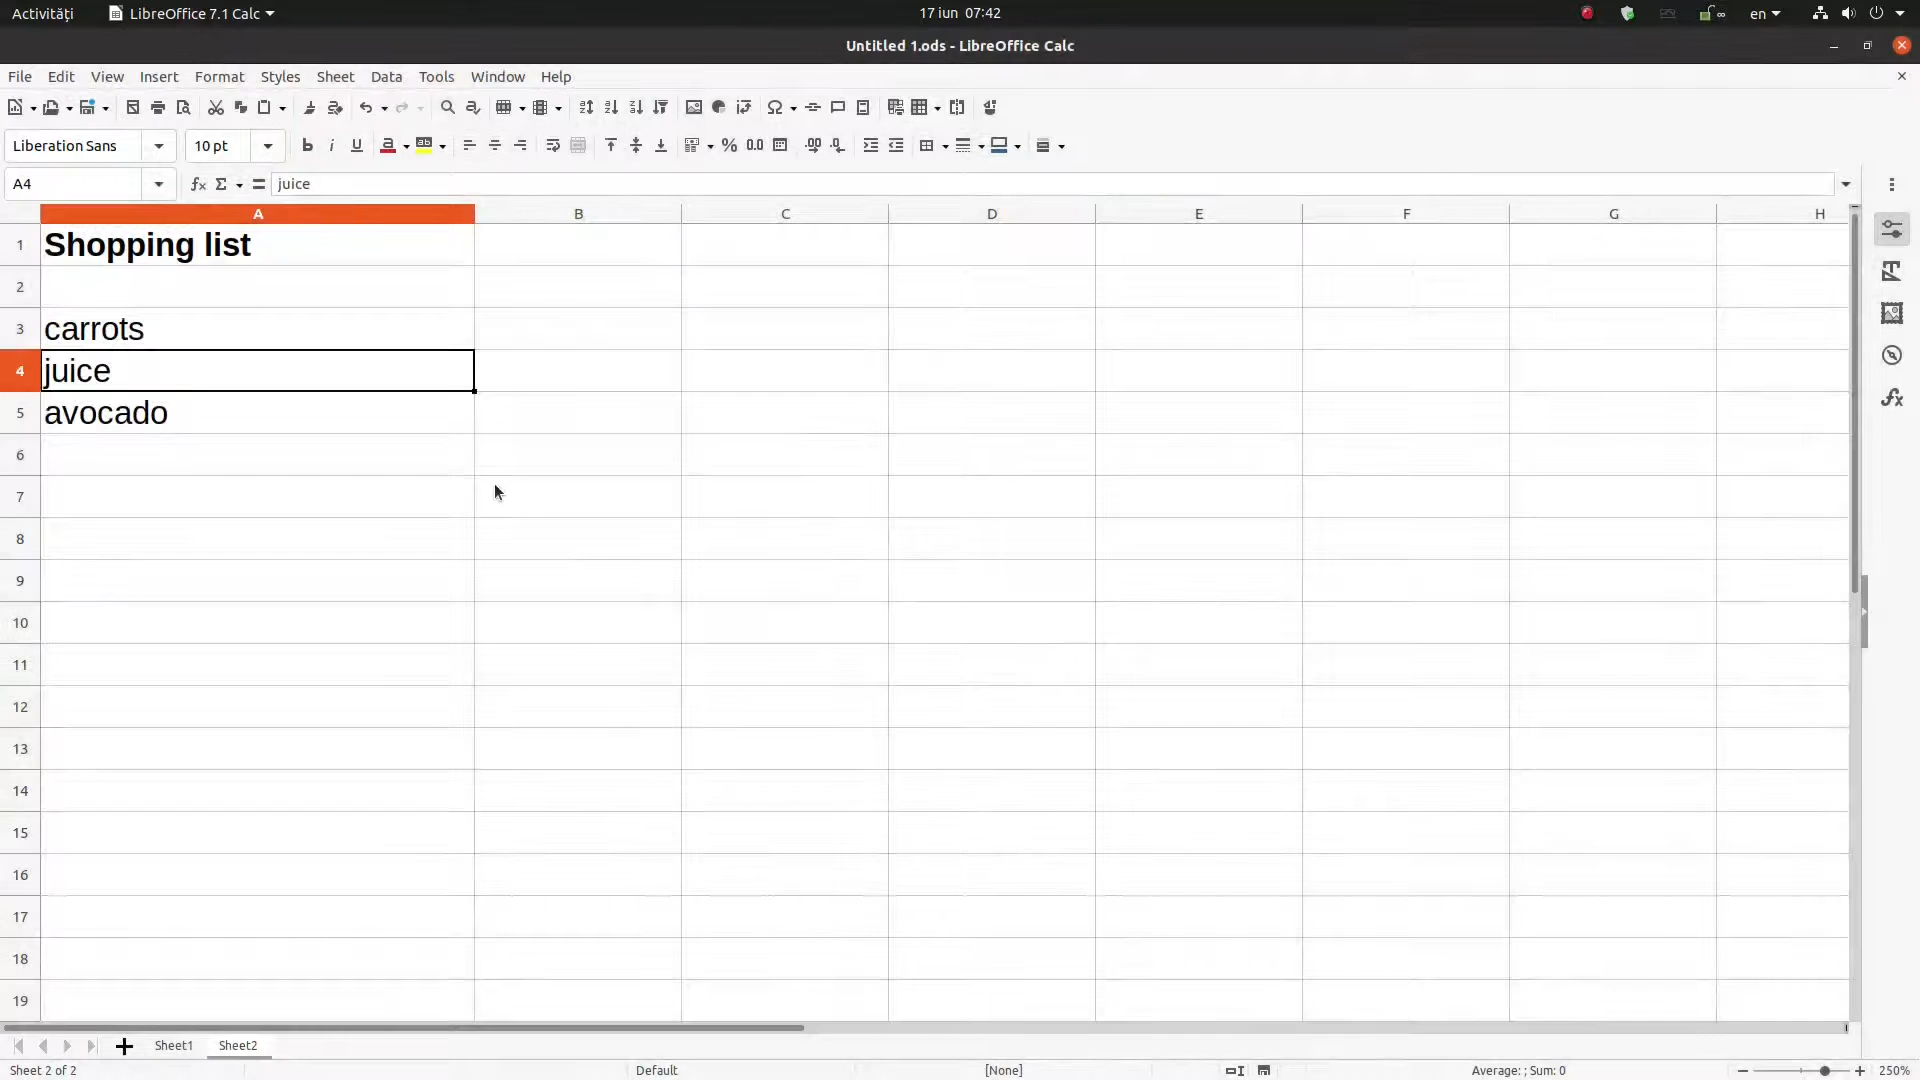 Activități LibreOffice 7.1 Calc 17 iun 07:42 en
Untitled 1.ods - LibreOffice Calc
File Edit View Insert Format Styles Sheet Data Tools Window Help
Liberation Sans 10 pt
A4 juice
A B C D E F G H
1 Shopping list
2
3 carrots
4 juice
5 avocado
6
7
8
9
10
11
12
13
14
15
16
17
18
19
Sheet1 Sheet2
Sheet 2 of 2 Default [None] Average: ; Sum: 0 250%